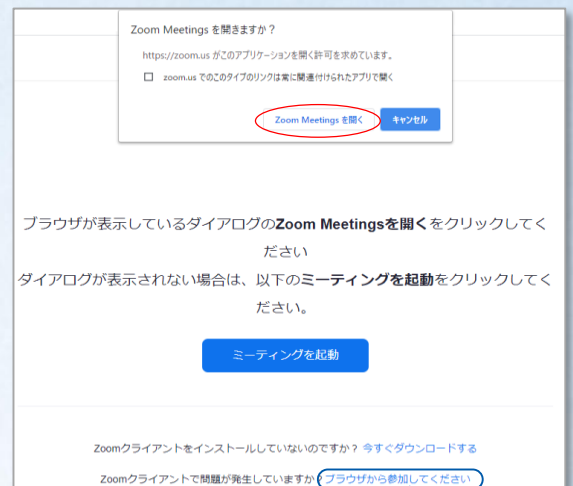 Zoom Meetings を開きますか？
https://zoom.us がこのアプリケーションを開く許可を求めています。
zoom.us でのこのタイプのリンクは常に関連付けられたアプリで開く
Zoom Meetings を開く キャンセル
ブラウザが表示しているダイアログのZoom Meetingsを開くをクリックしてく
ださい
ダイアログが表示されない場合は、以下のミーティングを起動をクリックしてく
ださい。
ミーティングを起動
Zoomクライアントをインストールしていないのですか？ 今すぐダウンロードする
Zoomクライアントで問題が発生していますか？ブラウザから参加してください